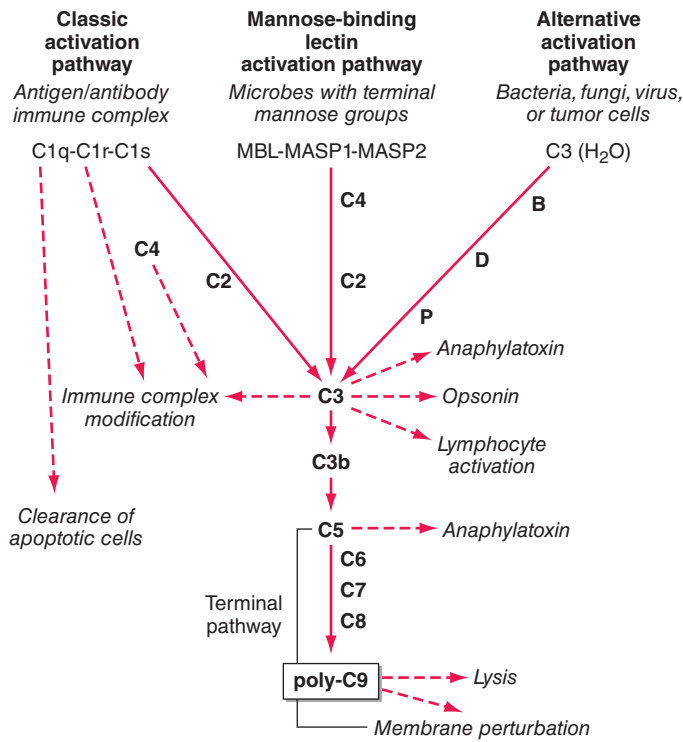 Classic
activation
pathway
Antigen/antibody
immune complex
C1q-C1r-C1s
Mannose-binding
lectin
activation pathway
Microbes with terminal
mannose groups
MBL-MASP1-MASP2
Alternative
activation
pathway
Bacteria, fungi, virus,
or tumor cells
C3 (H₂O)
C4
B
C4
D
C2
C2
P
Anaphylatoxin
Immune complex
modification
C3
Opsonin
Lymphocyte
activation
C3b
Clearance of
apoptotic cells
C5
Anaphylatoxin
C6
C7
C8
Terminal
pathway
poly-C9
Lysis
Membrane perturbation